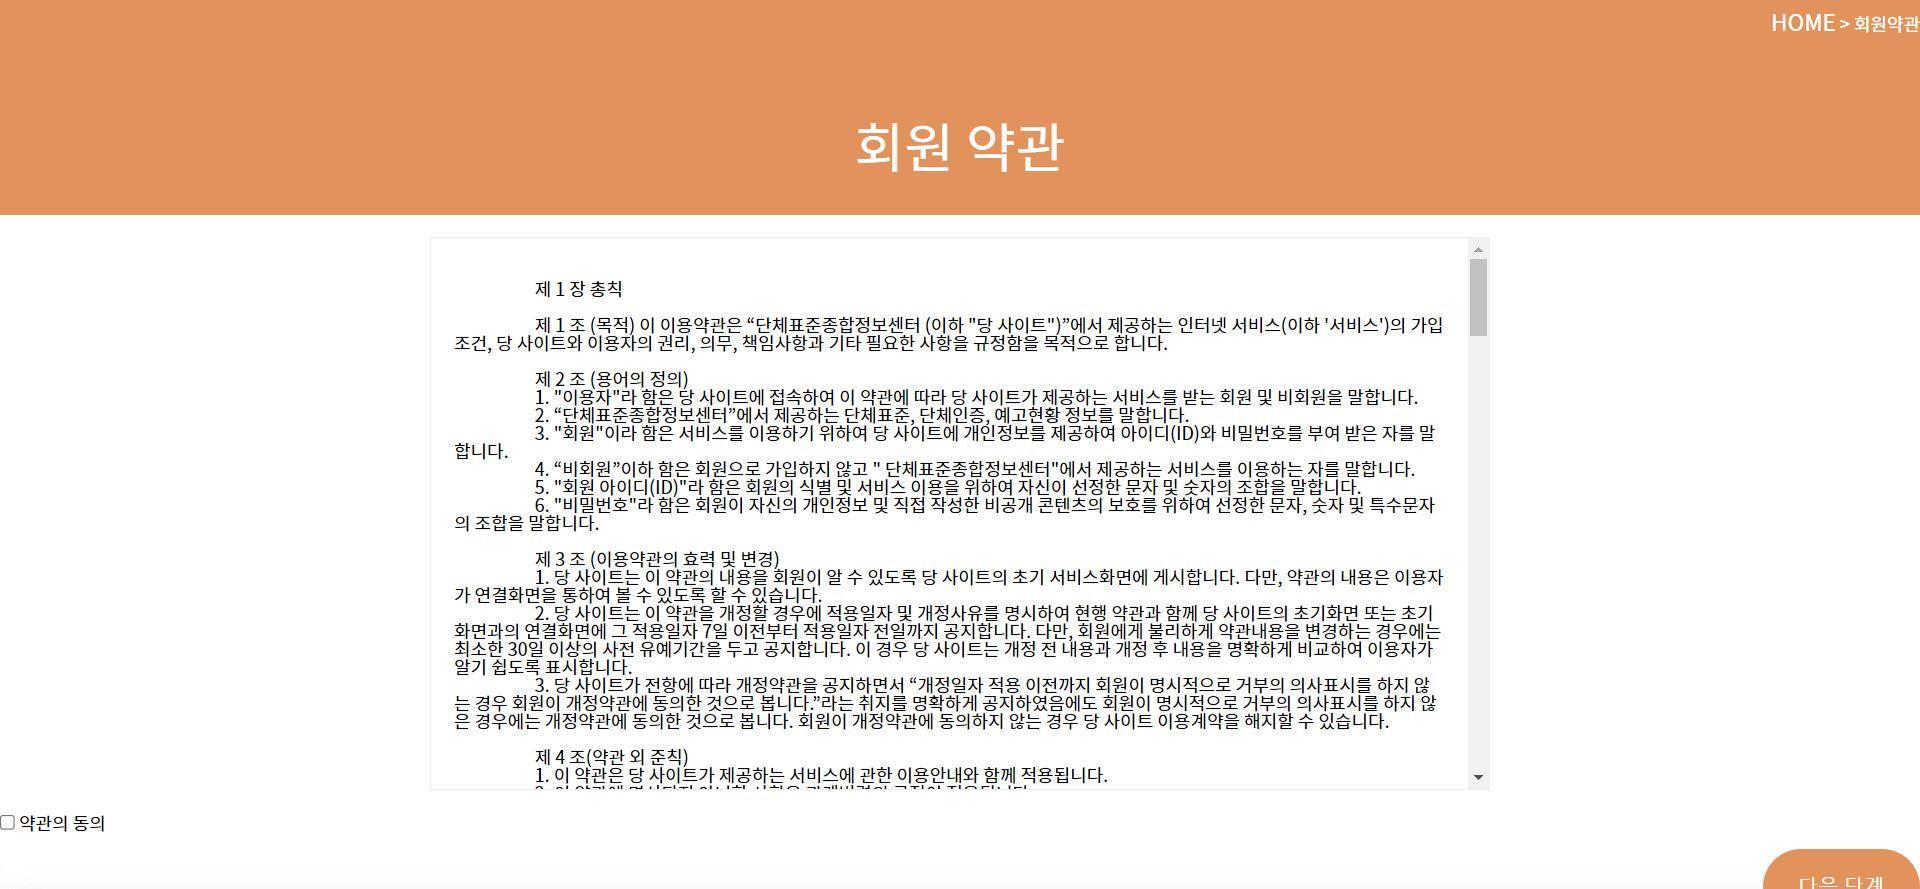 HOME > 회원약관
회원 약관
제 1 장 총칙
제 1 조 (목적) 이 이용약관은 “단체표준종합정보센터 (이하 "당 사이트")”에서 제공하는 인터넷 서비스(이하 '서비스')의 가입
조건, 당 사이트와 이용자의 권리, 의무, 책임사항과 기타 필요한 사항을 규정함을 목적으로 합니다.
제 2 조 (용어의 정의)
1. "이용자"라 함은 당 사이트에 접속하여 이 약관에 따라 당 사이트가 제공하는 서비스를 받는 회원 및 비회원을 말합니다.
2. “단체표준종합정보센터”에서 제공하는 단체표준, 단체인증, 예고현황 정보를 말합니다.
3. "회원"이라 함은 서비스를 이용하기 위하여 당 사이트에 개인정보를 제공하여 아이디(ID)와 비밀번호를 부여 받은 자를 말
합니다.
4. “비회원”이하 함은 회원으로 가입하지 않고 " 단체표준종합정보센터"에서 제공하는 서비스를 이용하는 자를 말합니다.
5. "회원 아이디(ID)"라 함은 회원의 식별 및 서비스 이용을 위하여 자신이 선정한 문자 및 숫자의 조합을 말합니다.
6. "비밀번호"라 함은 회원이 자신의 개인정보 및 직접 작성한 비공개 콘텐츠의 보호를 위하여 선정한 문자, 숫자 및 특수문자
의 조합을 말합니다.
제 3 조 (이용약관의 효력 및 변경)
1. 당 사이트는 이 약관의 내용을 회원이 알 수 있도록 당 사이트의 초기 서비스화면에 게시합니다. 다만, 약관의 내용은 이용자
가 연결화면을 통하여 볼 수 있도록 할 수 있습니다.
2. 당 사이트는 이 약관을 개정할 경우에 적용일자 및 개정사유를 명시하여 현행 약관과 함께 당 사이트의 초기화면 또는 초기
화면과의 연결화면에 그 적용일자 7일 이전부터 적용일자 전일까지 공지합니다. 다만, 회원에게 불리하게 약관내용을 변경하는 경우에는
최소한 30일 이상의 사전 유예기간을 두고 공지합니다. 이 경우 당 사이트는 개정 전 내용과 개정 후 내용을 명확하게 비교하여 이용자가
알기 쉽도록 표시합니다.
3. 당 사이트가 전항에 따라 개정약관을 공지하면서 “개정일자 적용 이전까지 회원이 명시적으로 거부의 의사표시를 하지 않
는 경우 회원이 개정약관에 동의한 것으로 봅니다.”라는 취지를 명확하게 공지하였음에도 회원이 명시적으로 거부의 의사표시를 하지 않
은 경우에는 개정약관에 동의한 것으로 봅니다. 회원이 개정약관에 동의하지 않는 경우 당 사이트 이용계약을 해지할 수 있습니다.
제 4 조(약관 외 준칙)
1. 이 약관은 당 사이트가 제공하는 서비스에 관한 이용안내와 함께 적용됩니다.
약관의 동의
다음 단계